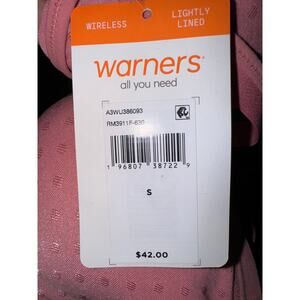 WIRELESS
LIGHTLY
LINED
warners®
all you need
A3WU386093
RM3911F-630
1 96807 38722 9
S
$42.00